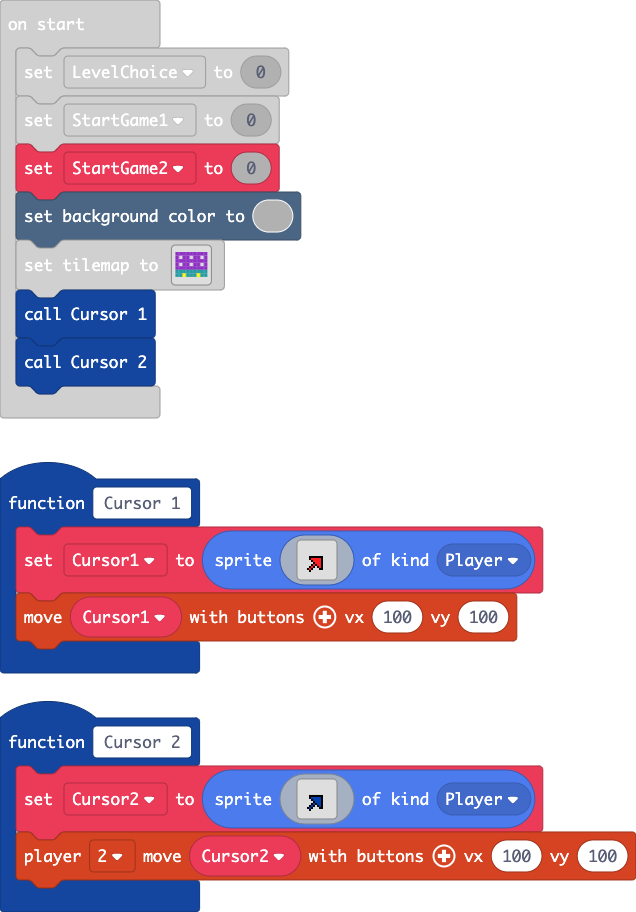 on start
set LevelChoice to 0
set StartGame1 to 0
set StartGame2 to 0
set background color to
set tilemap to
call Cursor 1
call Cursor 2
function Cursor 1
set Cursor1 to sprite of kind Player
move Cursor1 with buttons vx 100 vy 100
function Cursor 2
set Cursor2 to sprite of kind Player
player 2 move Cursor2 with buttons vx 100 vy 100